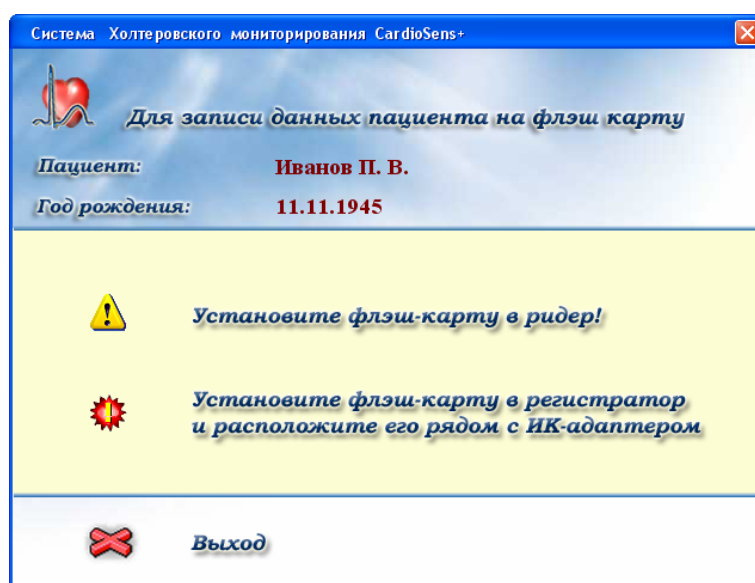 Система Холтеровского мониторирования CardioSens+
Для записи данных пациента на флэш карту
Пациент: Иванов П. В.
Год рождения: 11.11.1945
Установите флэш-карту в ридер!
Установите флэш-карту в регистратор
и расположите его рядом с ИК-адаптером
Выход